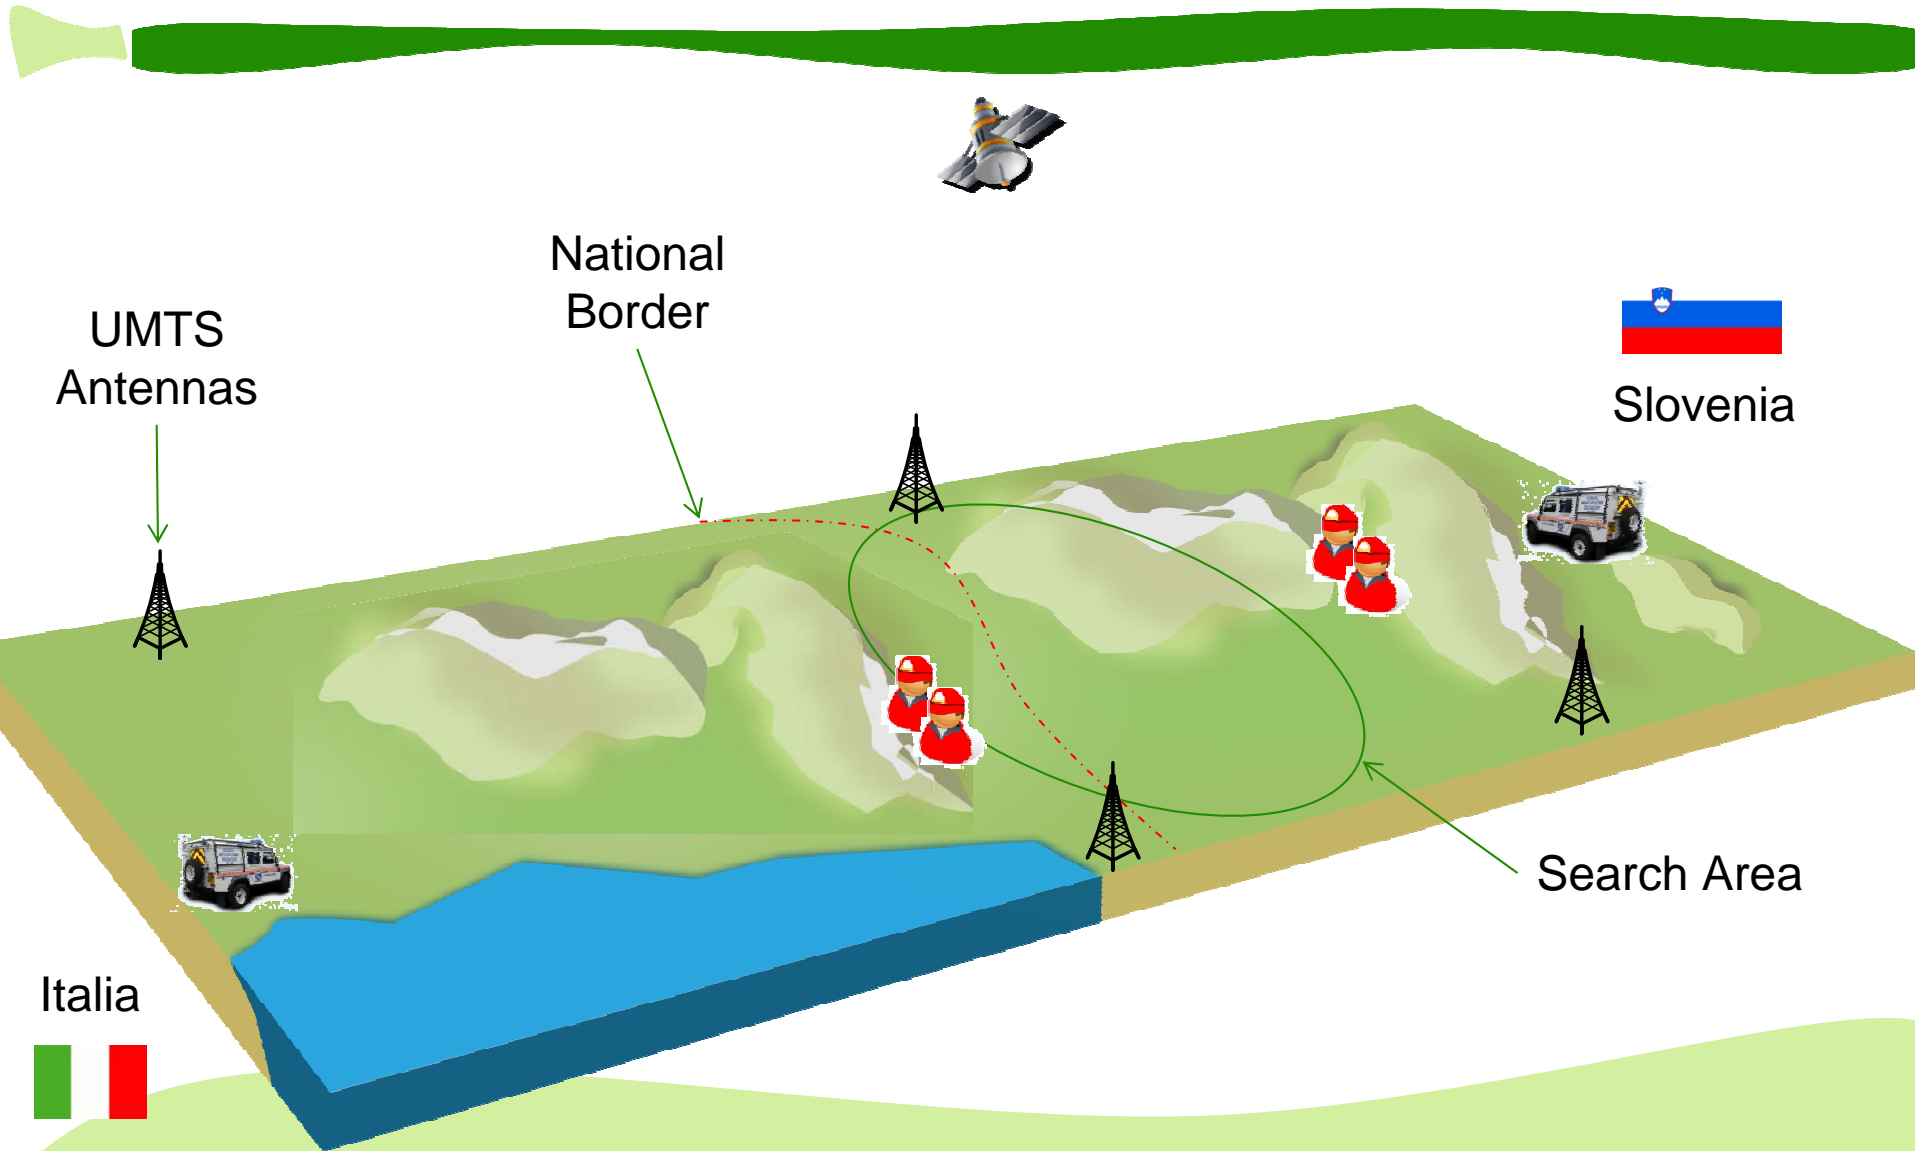 National
Border
UMTS
Antennas
Slovenia
Search Area
Italia